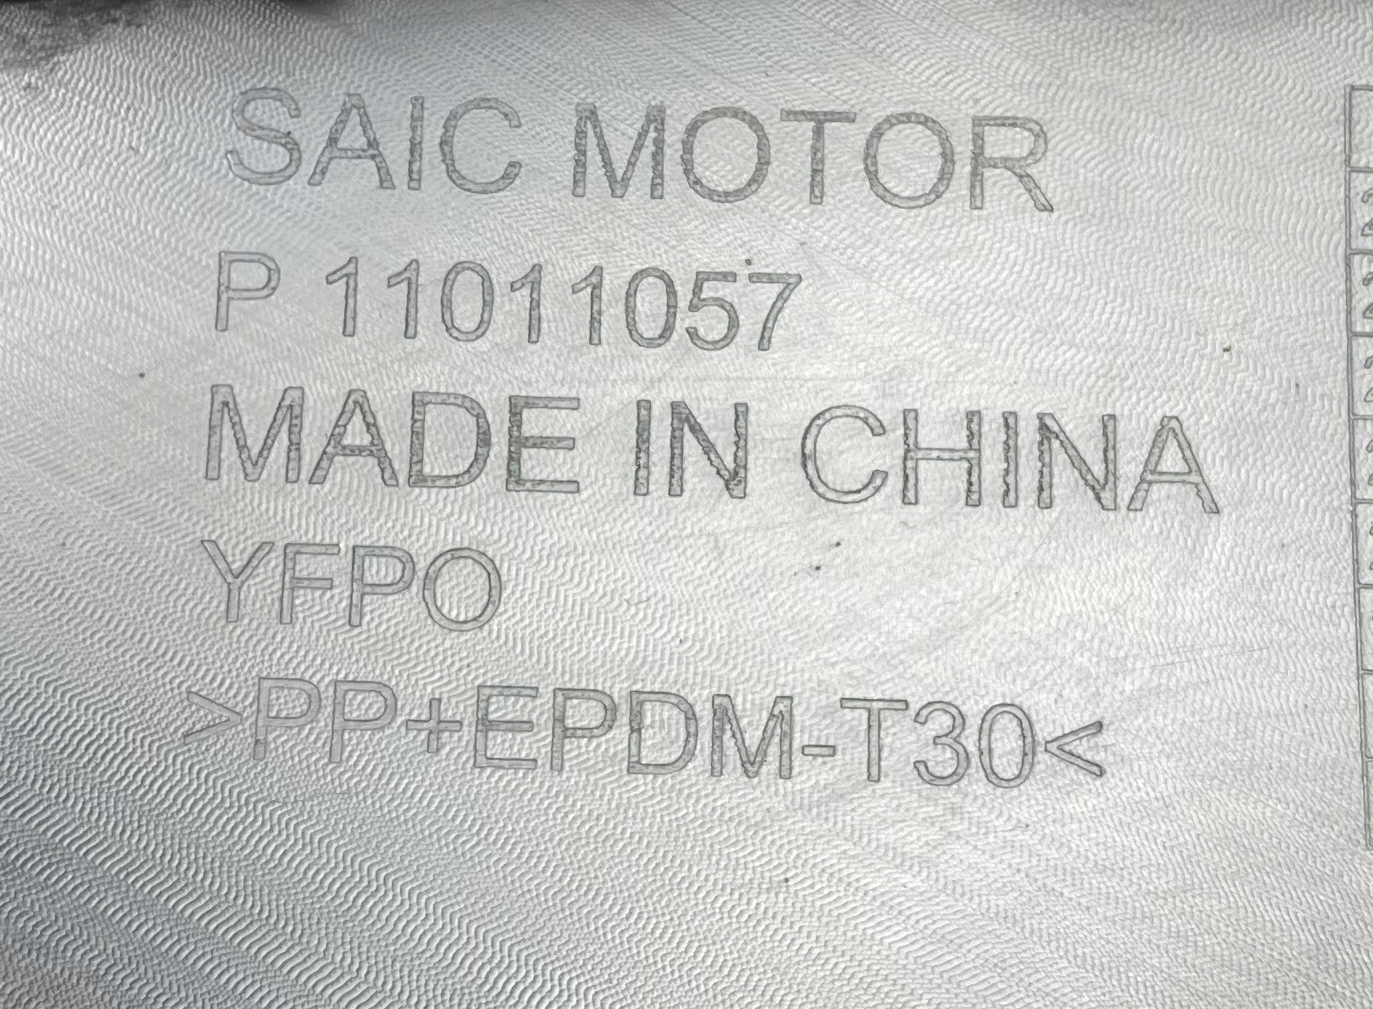 SAIC MOTOR
P 11011057
MADE IN CHINA
YFPO
>PP+EPDM-T30<